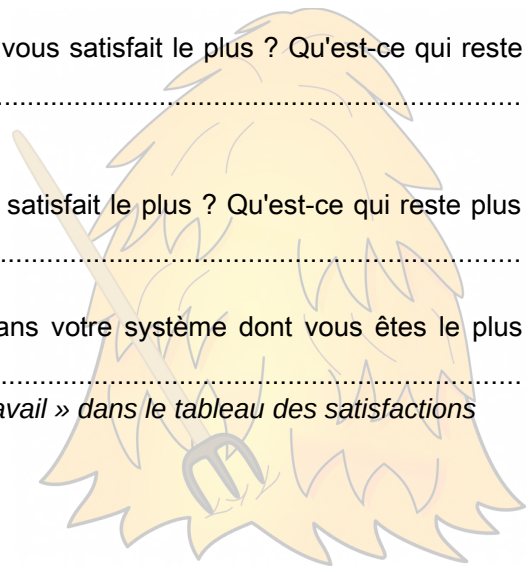 vous satisfait le plus ? Qu'est-ce qui reste
................................................................................
satisfait le plus ? Qu'est-ce qui reste plus
................................................................................
ans votre système dont vous êtes le plus
................................................................................
avail » dans le tableau des satisfactions